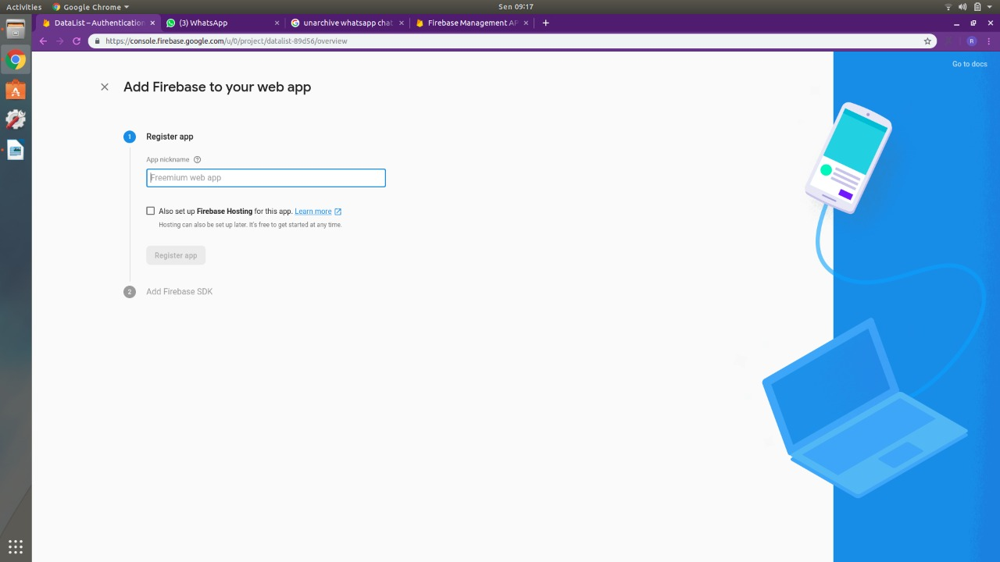 Activities Google Chrome Sen 09:17
DataList – Authentication (3) WhatsApp unarchive whatsapp chat Firebase Management AP
https://console.firebase.google.com/u/0/project/datalist-89d56/overview R
Go to docs
Add Firebase to your web app
1 Register app
App nickname
Freemium web app
Also set up Firebase Hosting for this app. Learn more
Hosting can also be set up later. It's free to get started at any time.
Register app
2 Add Firebase SDK